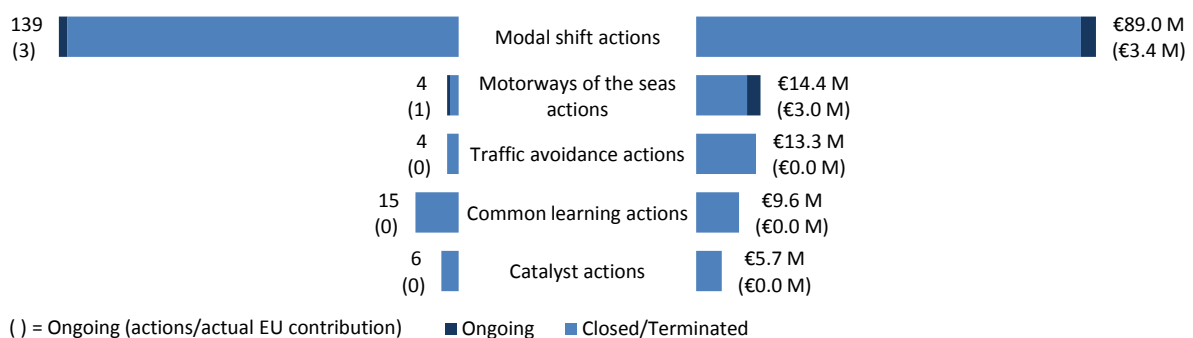 139
(3)
Modal shift actions
€89.0 M
(€3.4 M)
4
(1)
Motorways of the seas
actions
€14.4 M
(€3.0 M)
4
(0)
Traffic avoidance actions
€13.3 M
(€0.0 M)
15
(0)
Common learning actions
€9.6 M
(€0.0 M)
6
(0)
Catalyst actions
€5.7 M
(€0.0 M)
( ) = Ongoing (actions/actual EU contribution)
Ongoing
Closed/Terminated